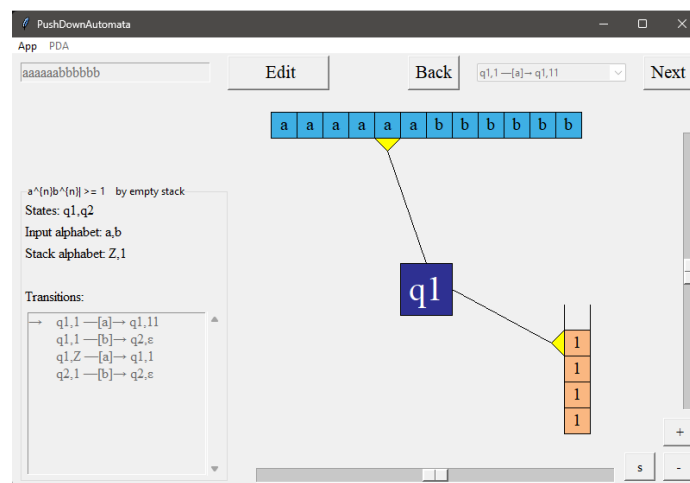 PushDownAutomata
App PDA
aaaaaabbbbbb
Edit
Back
q1,1 —[a]→ q1,11
Next
a a a a a a b b b b b b
a^{n}b^{n}| >= 1 by empty stack
States: q1,q2
Input alphabet: a,b
Stack alphabet: Z,1
Transitions:
→ q1,1 —[a]→ q1,11
q1,1 —[b]→ q2,ε
q1,Z —[a]→ q1,1
q2,1 —[b]→ q2,ε
q1
1
1
1
1
+
s -